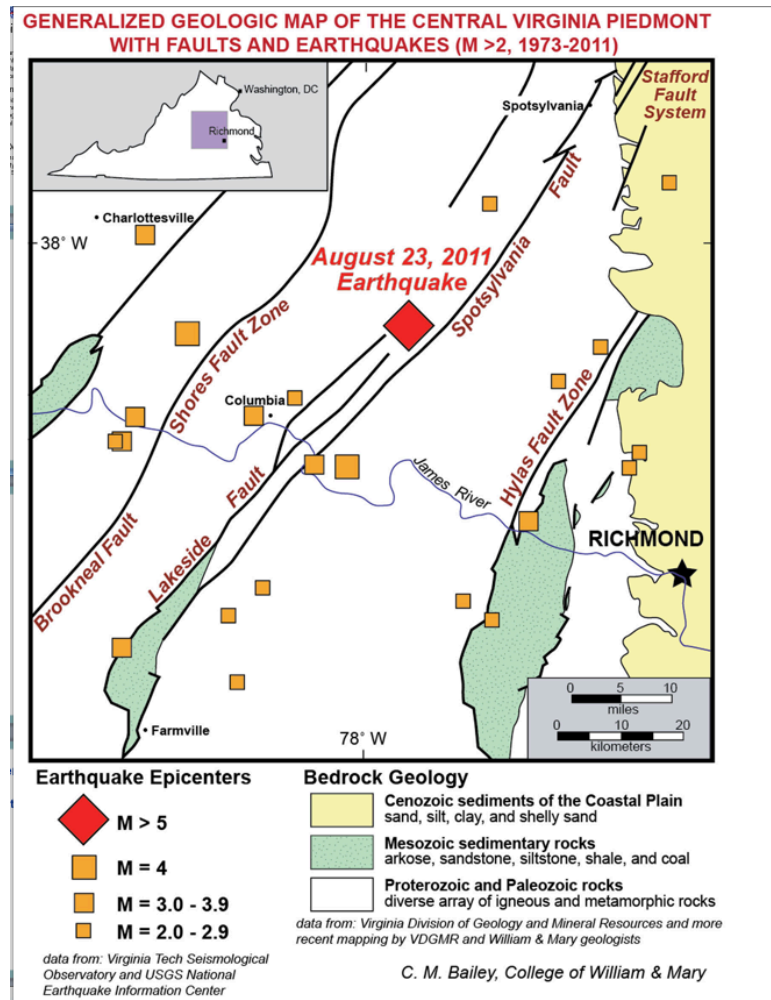 GENERALIZED GEOLOGIC MAP OF THE CENTRAL VIRGINIA PIEDMONT
WITH FAULTS AND EARTHQUAKES (M >2, 1973-2011)
Washington, DC
Richmond
Spotsylvania
Stafford
Fault
System
Charlottesville
38° W
August 23, 2011
Earthquake
Spotsylvania
Fault
Shores Fault Zone
Columbia
Hylas Fault Zone
James River
Lakeside
Fault
Brookneal Fault
RICHMOND
Farmville
78° W
0 5 10
miles
0 10 20
kilometers
Earthquake Epicenters
M > 5
M = 4
M = 3.0 - 3.9
M = 2.0 - 2.9
data from: Virginia Tech Seismological
Observatory and USGS National
Earthquake Information Center
Bedrock Geology
Cenozoic sediments of the Coastal Plain
sand, silt, clay, and shelly sand
Mesozoic sedimentary rocks
arkose, sandstone, siltstone, shale, and coal
Proterozoic and Paleozoic rocks
diverse array of igneous and metamorphic rocks
data from: Virginia Division of Geology and Mineral Resources and more
recent mapping by VDGMR and William & Mary geologists
C. M. Bailey, College of William & Mary